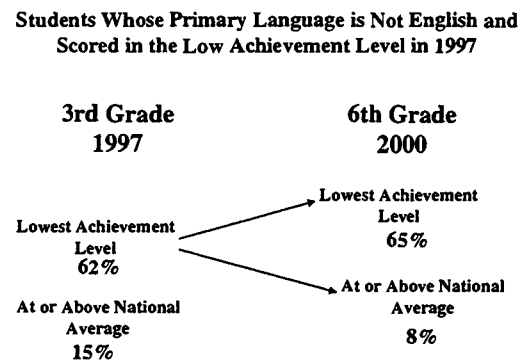 Students Whose Primary Language is Not English and
Scored in the Low Achievement Level in 1997
3rd Grade
1997
6th Grade
2000
Lowest Achievement
Level
62%
At or Above National
Average
15%
Lowest Achievement
Level
65%
At or Above National
Average
8%